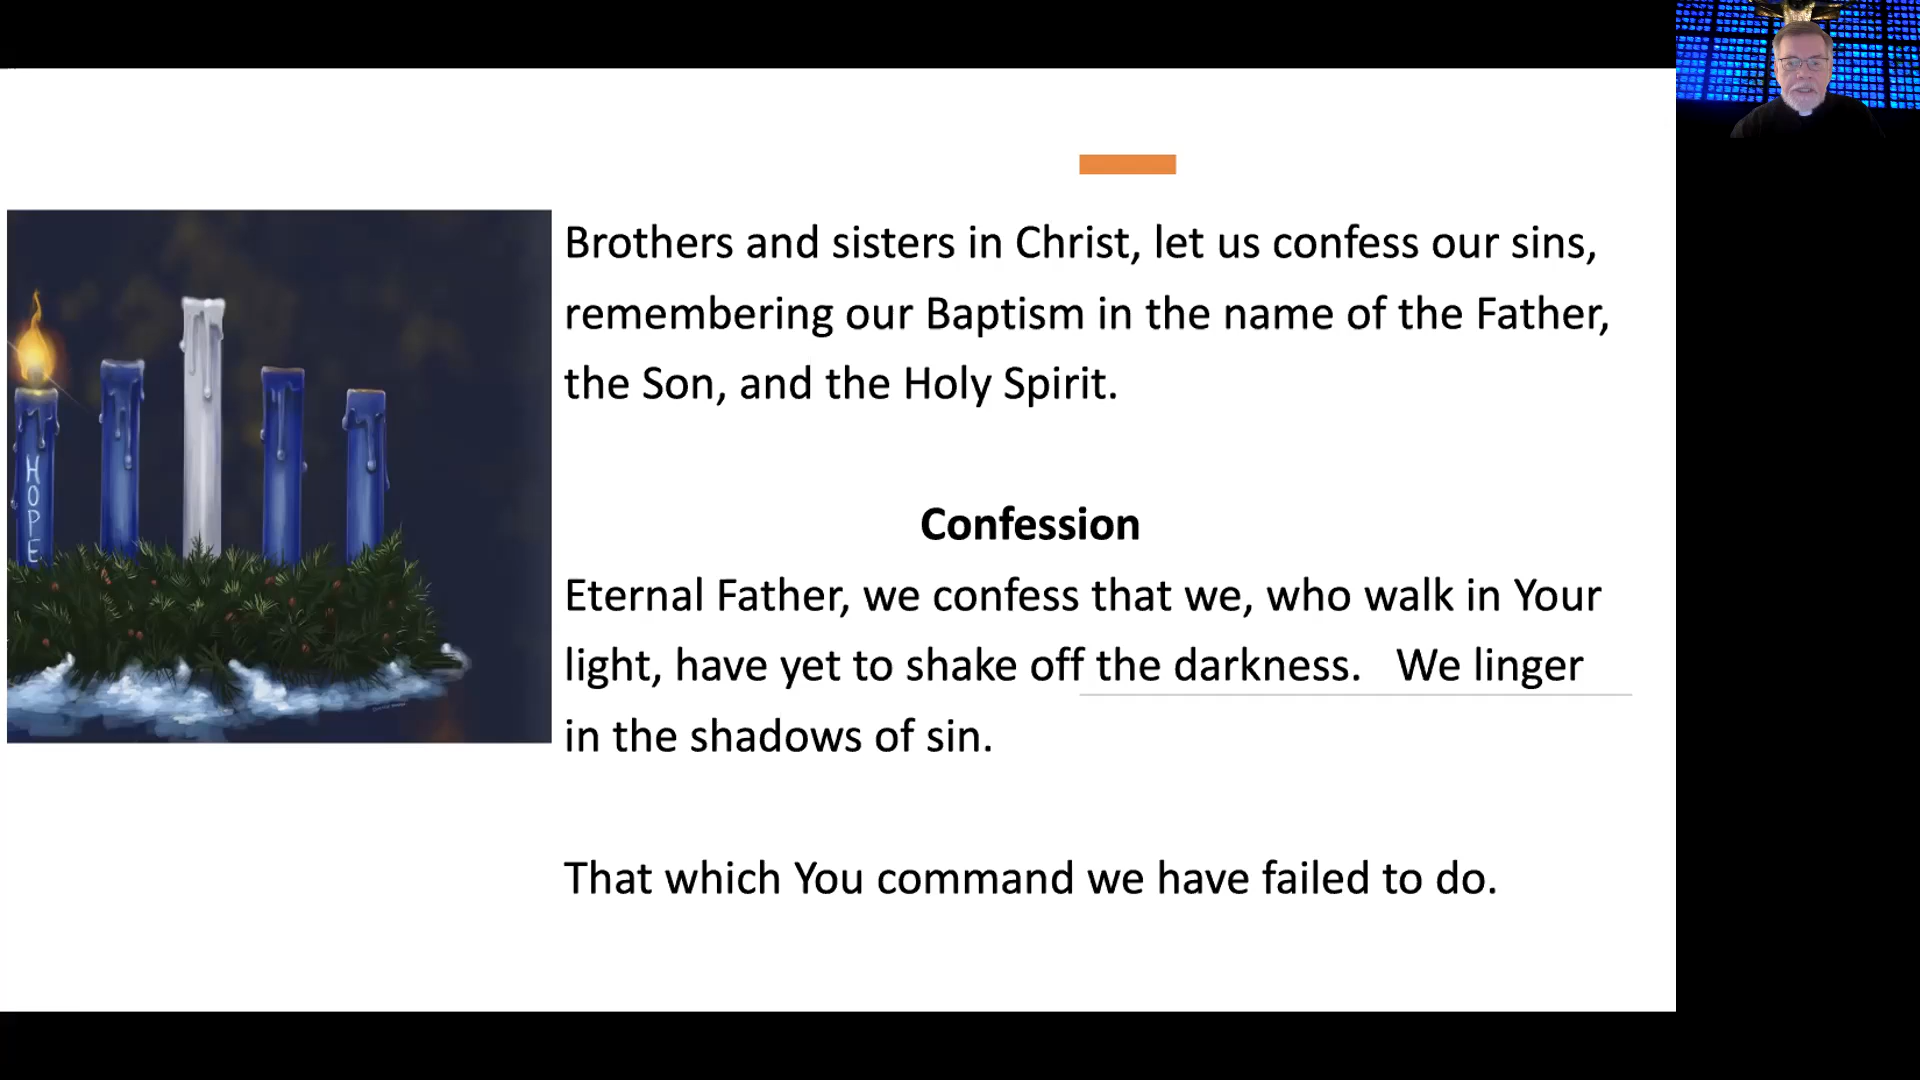 HOPE
Brothers and sisters in Christ, let us confess our sins,
remembering our Baptism in the name of the Father,
the Son, and the Holy Spirit.
Confession
Eternal Father, we confess that we, who walk in Your
light, have yet to shake off the darkness.   We linger
in the shadows of sin.
That which You command we have failed to do.